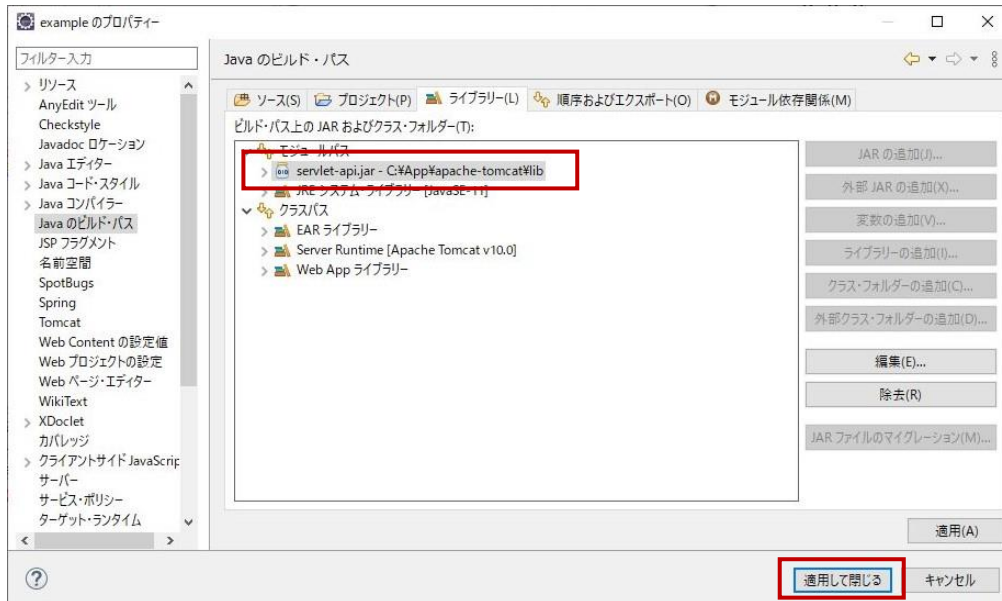 example のプロパティー
フィルター入力
Java のビルド・パス
リソース
AnyEdit ツール
Checkstyle
Javadoc ロケーション
Java エディター
Java コード・スタイル
Java コンパイラー
Java のビルド・パス
JSP フラグメント
名前空間
SpotBugs
Spring
Tomcat
Web Content の設定値
Web プロジェクトの設定
Web ページ・エディター
WikiText
XDoclet
カバレッジ
クライアントサイド JavaScrip
サーバー
サービス・ポリシー
ターゲット・ランタイム
ソース(S) プロジェクト(P) ライブラリー(L) 順序およびエクスポート(O) モジュール依存関係(M)
ビルド・パス上の JAR およびクラス・フォルダー(T):
モジュールパス
servlet-api.jar - C:¥App¥apache-tomcat¥lib
JRE システム・ライブラリー [JavaSE-11]
クラスパス
EAR ライブラリー
Server Runtime [Apache Tomcat v10.0]
Web App ライブラリー
JAR の追加(J)...
外部 JAR の追加(X)...
変数の追加(V)...
ライブラリーの追加(I)...
クラス・フォルダーの追加(C)...
外部クラス・フォルダーの追加(D)...
編集(E)...
除去(R)
JAR ファイルのマイグレーション(M)...
適用(A)
適用して閉じる
キャンセル